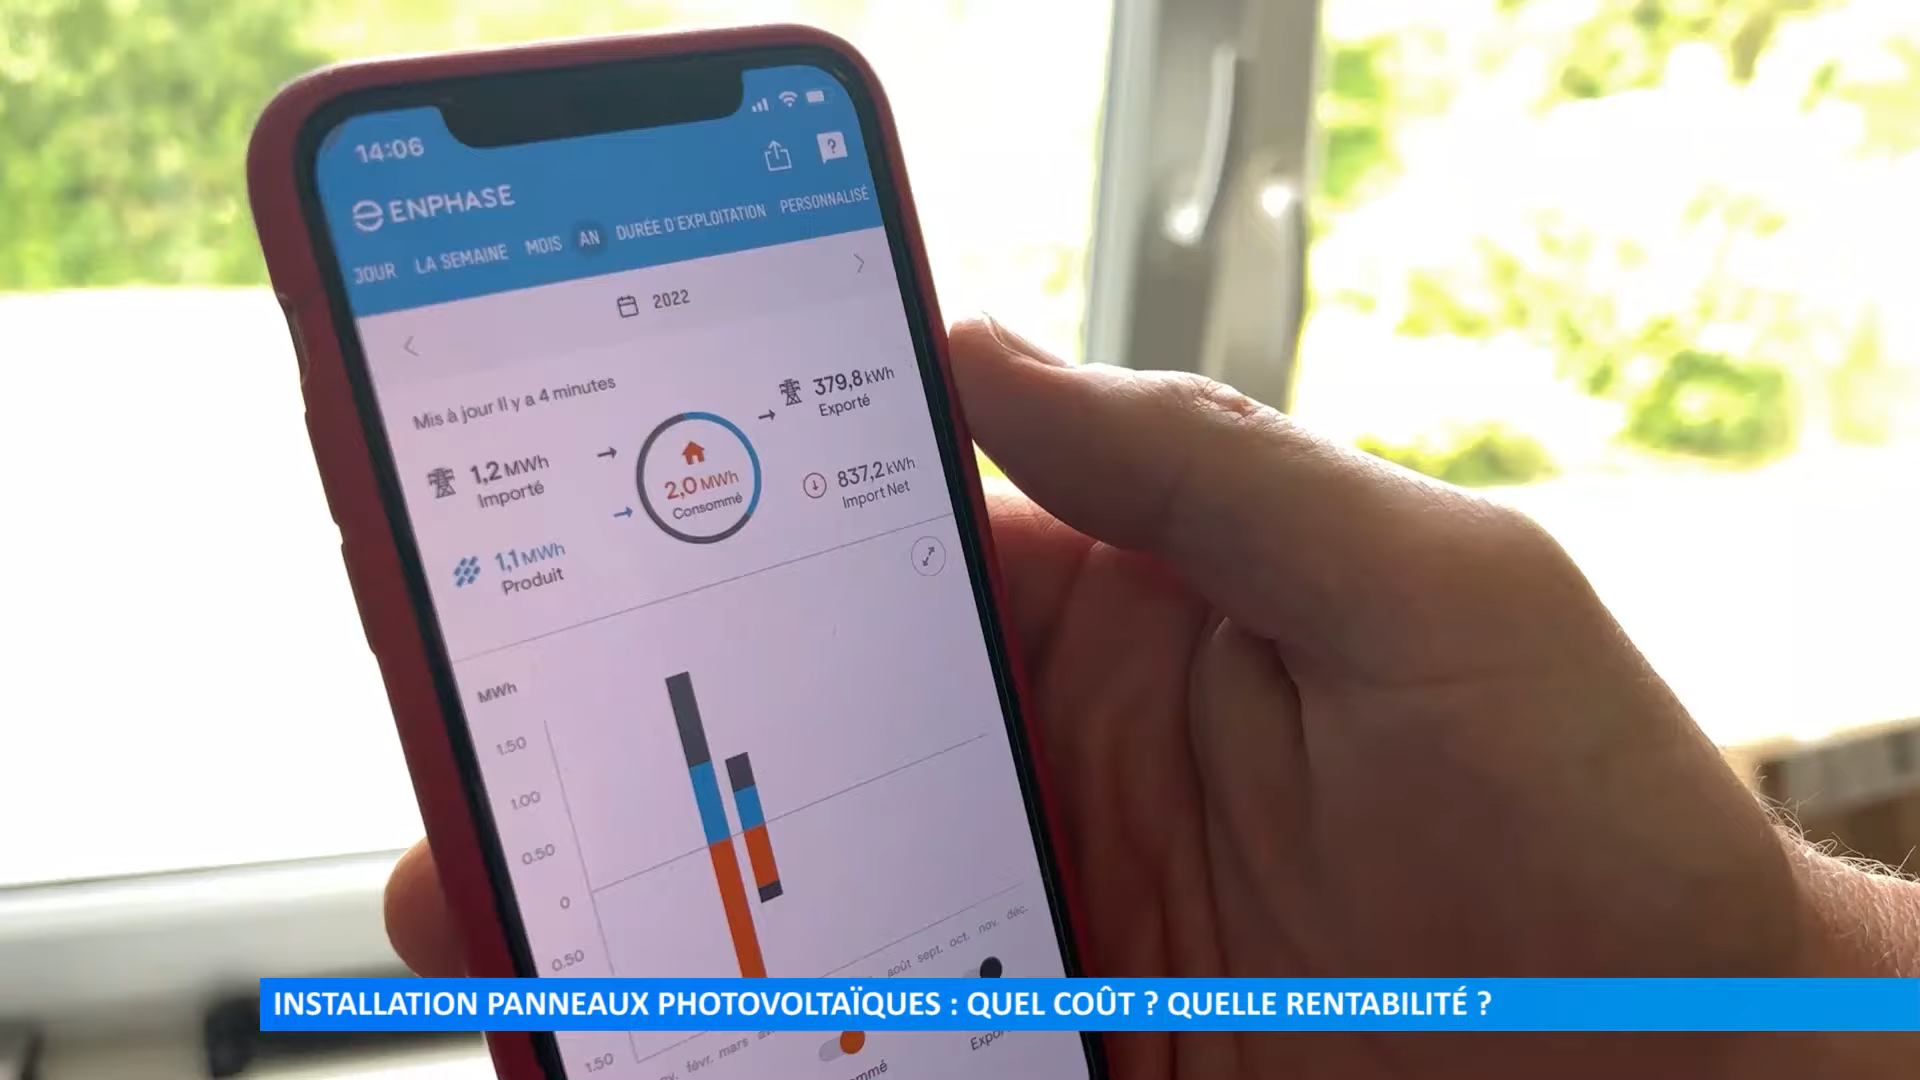 14:06
ENPHASE
JOUR LA SEMAINE MOIS AN DURÉE D'EXPLOITATION PERSONNALISÉ
2022
Mis à jour Il y a 4 minutes
379,8 kWh
Exporté
1,2 MWh
Importé
2,0 MWh
Consommé
837,2 kWh
Import Net
1,1 MWh
Produit
MWh
1.50
1.00
0.50
0
0.50
1.50
févr. mars
août sept. oct. nov. déc.
INSTALLATION PANNEAUX PHOTOVOLTAÏQUES : QUEL COÛT ? QUELLE RENTABILITÉ ?